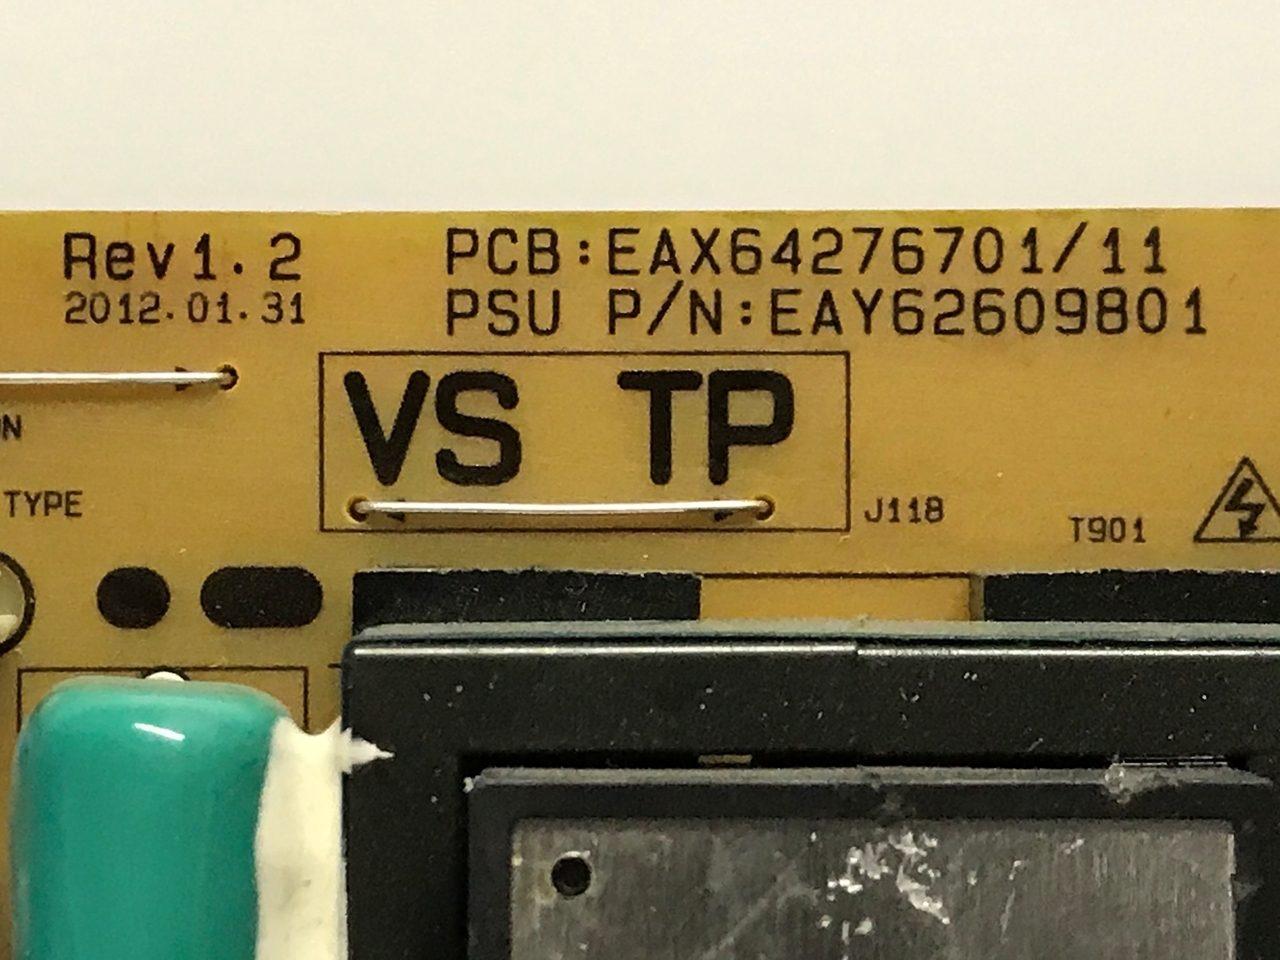 Rev1.2
2012.01.31
PCB:EAX64276701/11
PSU P/N:EAY62609801
VS TP
TYPE
J118
T901